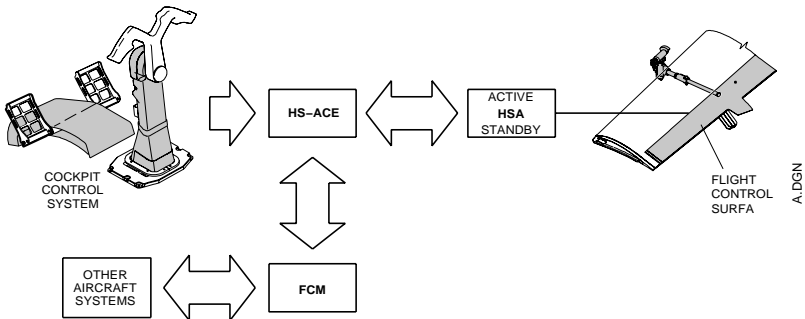 COCKPIT
CONTROL
SYSTEM
HS−ACE
ACTIVE
HSA
STANDBY
FLIGHT
CONTROL
SURFA
A.DGN
OTHER
AIRCRAFT
SYSTEMS
FCM